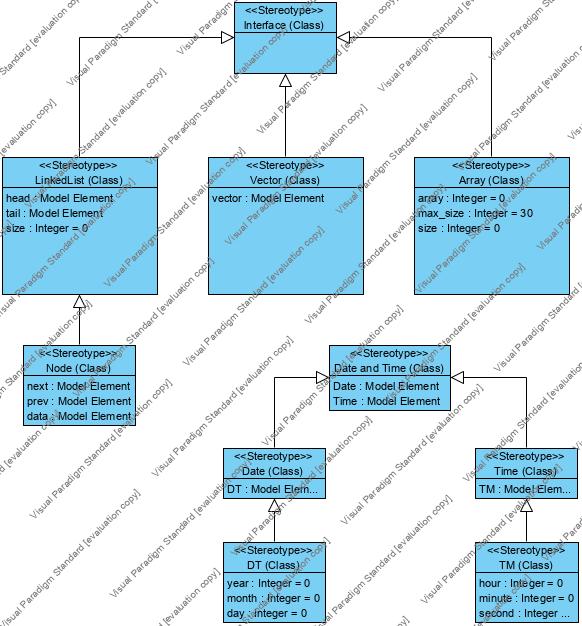 <<Stereotype>>
Interface (Class)
<<Stereotype>>
LinkedList (Class)
head : Model Element
tail : Model Element
size : Integer = 0
<<Stereotype>>
Vector (Class)
vector : Model Element
<<Stereotype>>
Array (Class)
array : Integer = 0
max_size : Integer = 30
size : Integer = 0
<<Stereotype>>
Node (Class)
next : Model Element
prev : Model Element
data : Model Element
<<Stereotype>>
Date and Time (Class)
Date : Model Element
Time : Model Element
<<Stereotype>>
Date (Class)
DT : Model Elem...
<<Stereotype>>
Time (Class)
TM : Model Elem...
<<Stereotype>>
DT (Class)
year : Integer = 0
month : Integer = 0
day : Integer = 0
<<Stereotype>>
TM (Class)
hour : Integer = 0
minute : Integer = 0
second : Integer ...
Visual Paradigm Standard [evaluation copy]